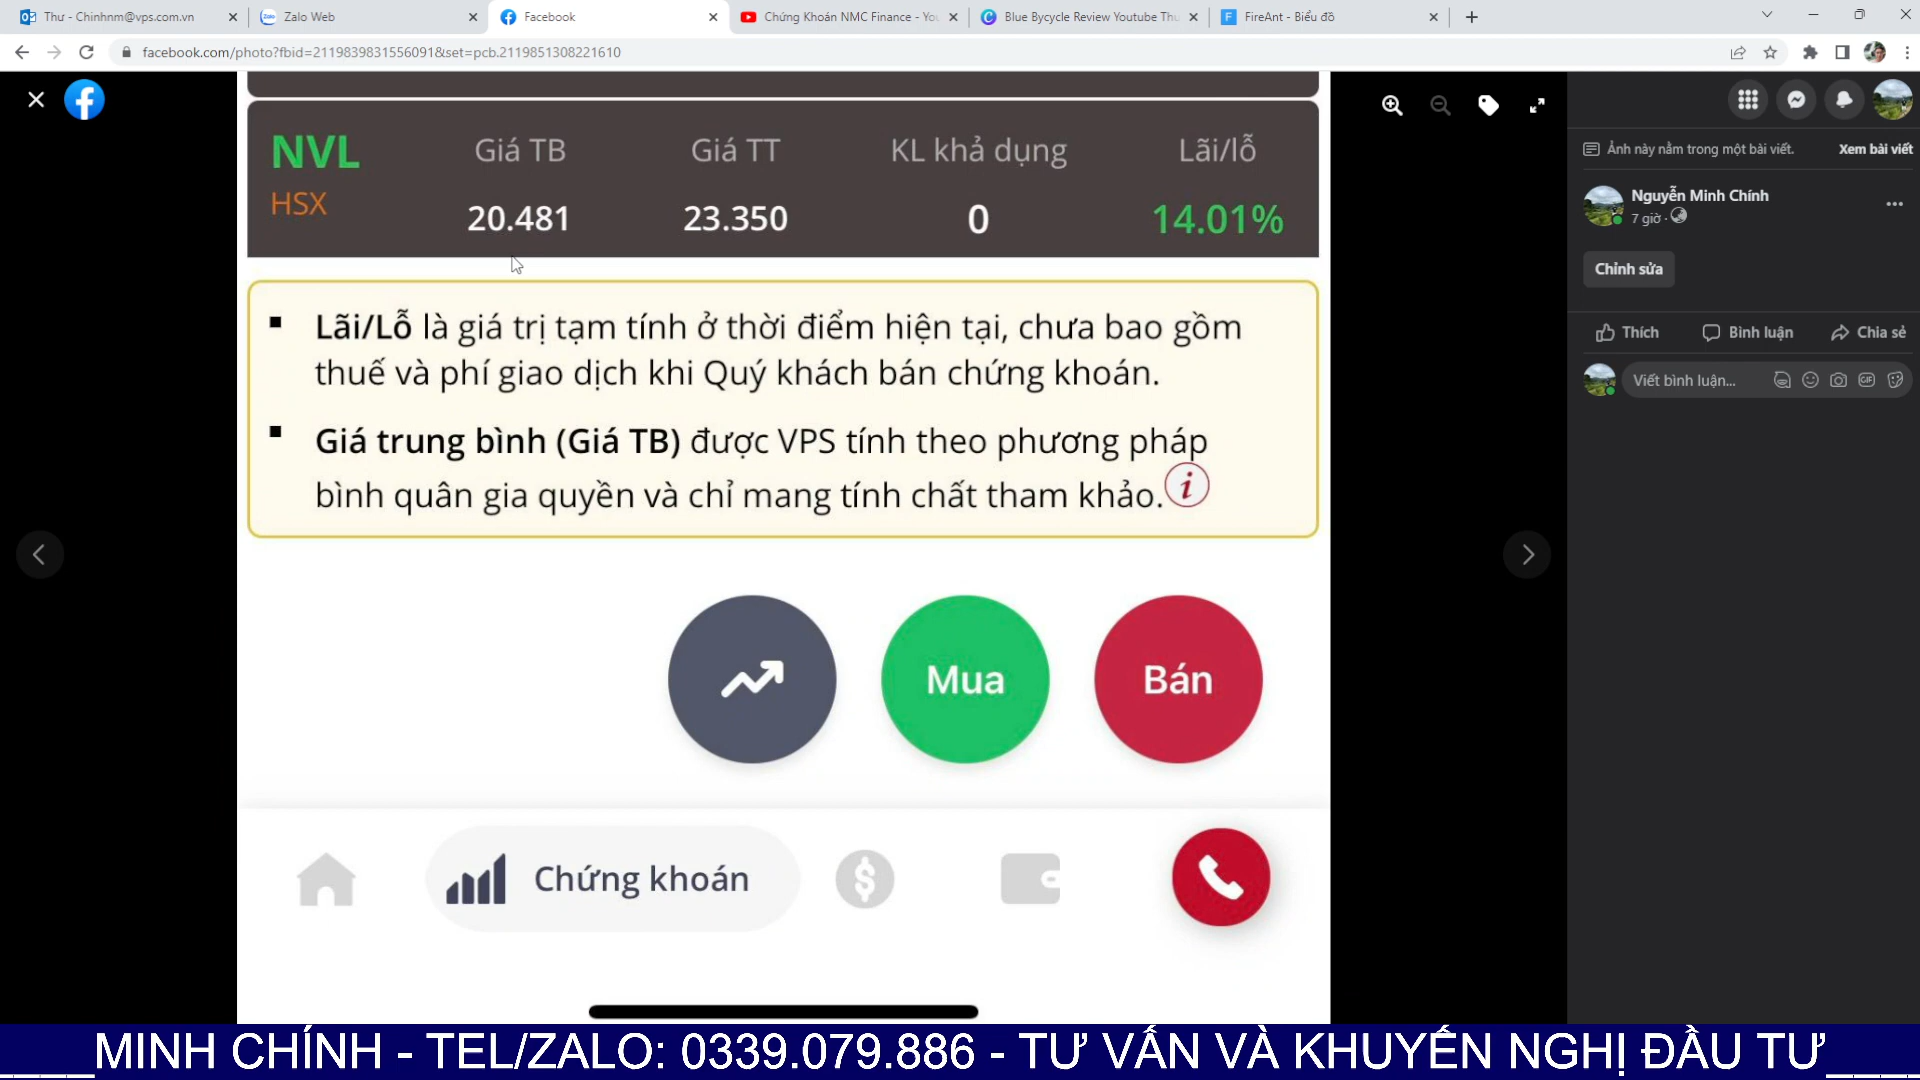 Thư - Chinhnm@vps.com.vn
Zalo Web
Facebook
Chứng Khoán NMC Finance - You
Blue Bycycle Review Youtube Thu
FireAnt - Biểu đồ
facebook.com/photo?fbid=2119839831556091&set=pcb.2119851308221610
NVL Giá TB Giá TT KL khả dụng Lãi/lỗ
HSX 20.481 23.350 0 14.01%
▪ Lãi/Lỗ là giá trị tạm tính ở thời điểm hiện tại, chưa bao gồm
thuế và phí giao dịch khi Quý khách bán chứng khoán.
▪ Giá trung bình (Giá TB) được VPS tính theo phương pháp
bình quân gia quyền và chỉ mang tính chất tham khảo. i
Mua
Bán
Chứng khoán
Ảnh này nằm trong một bài viết. Xem bài viết
Nguyễn Minh Chính
7 giờ ·
Chỉnh sửa
Thích Bình luận Chia sẻ
Viết bình luận...
GIF
____MINH CHÍNH - TEL/ZALO: 0339.079.886 - TƯ VẤN VÀ KHUYẾN NGHỊ ĐẦU TƯ____